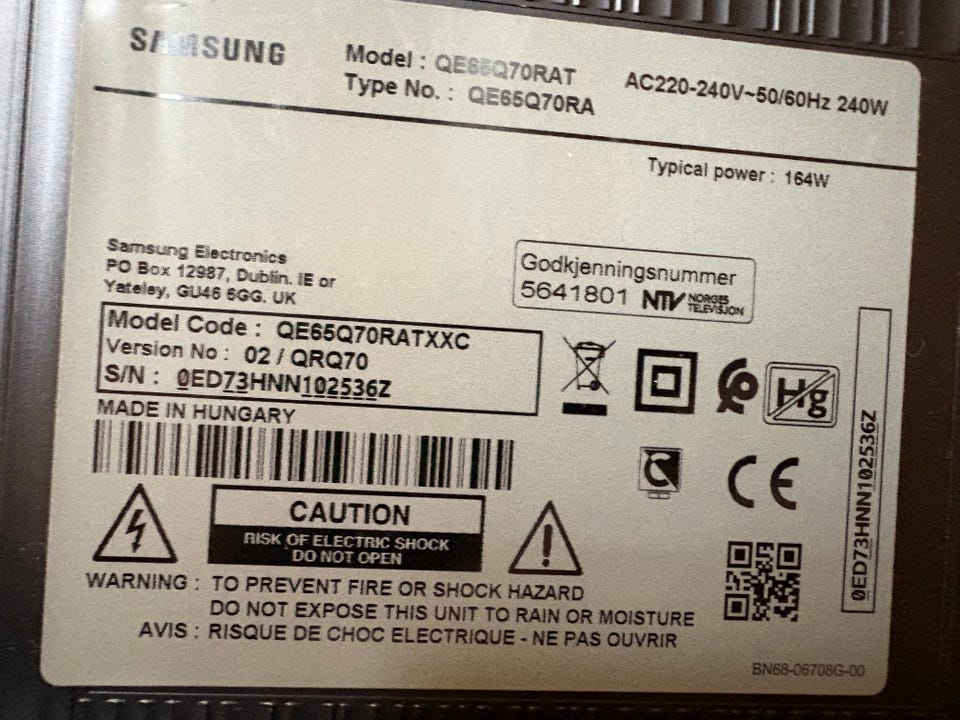 SAMSUNG
Model : QE65Q70RAT
Type No. : QE65Q70RA
AC220-240V~50/60Hz 240W
Typical power : 164W
Samsung Electronics
PO Box 12987, Dublin. IE or
Yateley, GU46 6GG. UK
Godkjenningsnummer
5641801 NTV NORGES TELEVISJON
Model Code : QE65Q70RATXXC
Version No : 02 / QRQ70
S/N : 0ED73HNN102536Z
MADE IN HUNGARY
Hg
CE
0ED73HNN102536Z
CAUTION
RISK OF ELECTRIC SHOCK
DO NOT OPEN
WARNING : TO PREVENT FIRE OR SHOCK HAZARD
DO NOT EXPOSE THIS UNIT TO RAIN OR MOISTURE
AVIS : RISQUE DE CHOC ELECTRIQUE - NE PAS OUVRIR
BN68-06708G-00